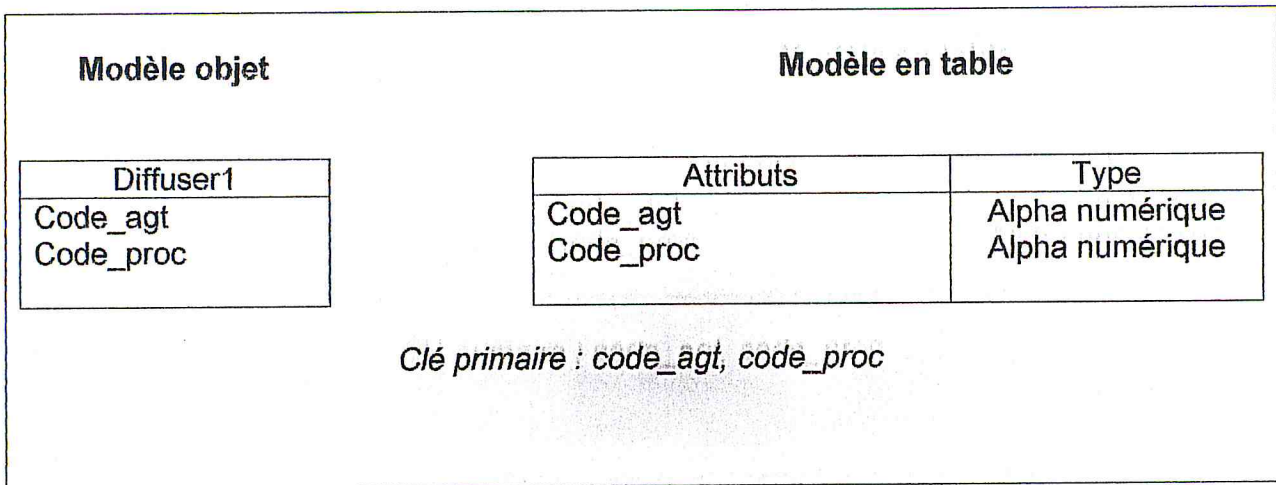 Modèle objet
Modèle en table
Diffuser1
Code_agt
Code_proc
Attributs Type
Code_agt Alpha numérique
Code_proc Alpha numérique
Clé primaire : code_agt, code_proc